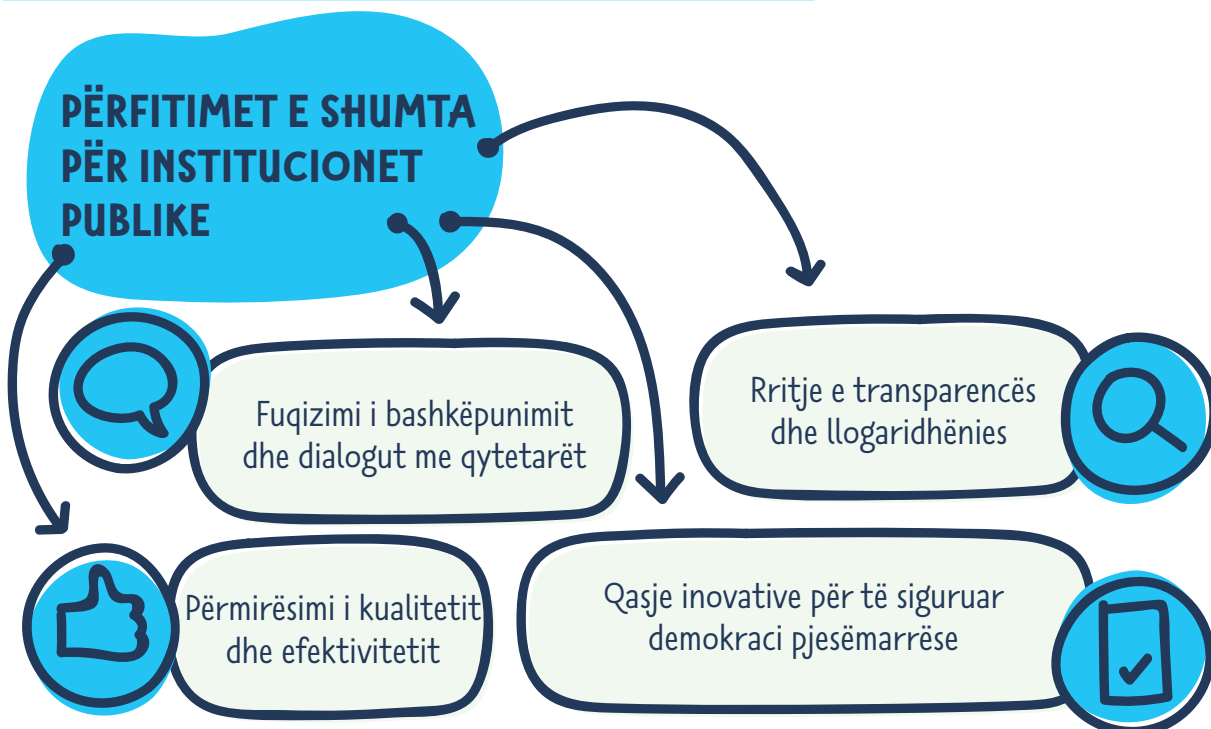 PËRFITIMET E SHUMTA
PËR INSTITUCIONET
PUBLIKE
Fuqizimi i bashkëpunimit
dhe dialogut me qytetarët
Rritje e transparencës
dhe llogaridhënies
Përmirësimi i kualitetit
dhe efektivitetit
Qasje inovative për të siguruar
demokraci pjesëmarrëse